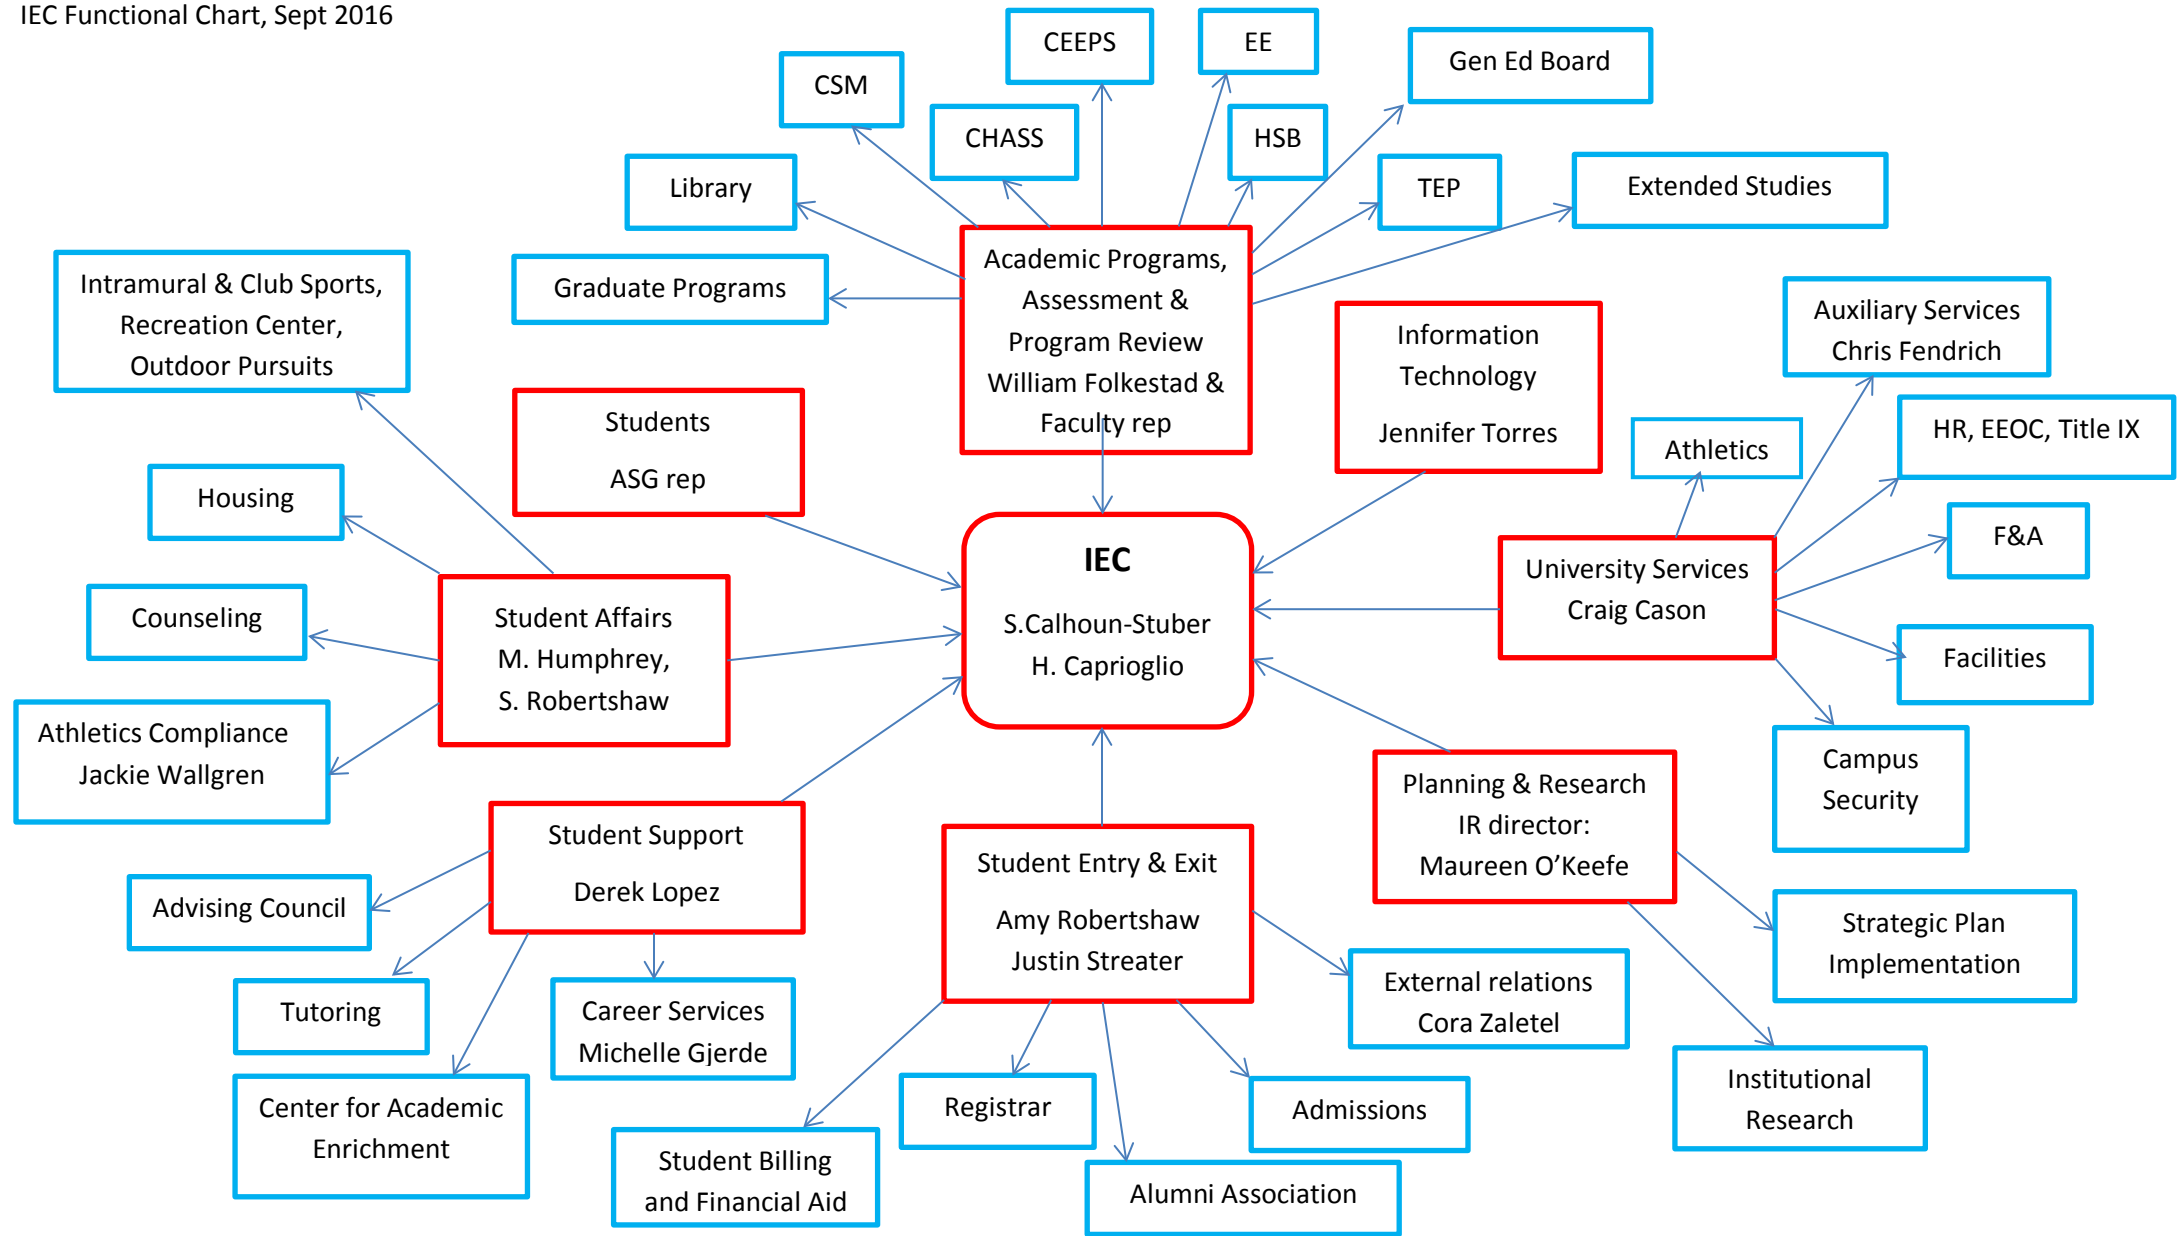 IEC Functional Chart, Sept 2016
CEEPS
EE
Gen Ed Board
CSM
CHASS
HSB
Library
TEP
Extended Studies
Graduate Programs
Academic Programs,
Assessment &
Program Review
William Folkestad &
Faculty rep
Intramural & Club Sports,
Recreation Center,
Outdoor Pursuits
Information
Technology
Jennifer Torres
Auxiliary Services
Chris Fendrich
Students
ASG rep
Athletics
HR, EEOC, Title IX
Housing
F&A
IEC
S.Calhoun-Stuber
H. Caprioglio
University Services
Craig Cason
Counseling
Student Affairs
M. Humphrey,
S. Robertshaw
Facilities
Athletics Compliance
Jackie Wallgren
Campus
Security
Planning & Research
IR director:
Maureen O’Keefe
Student Support
Derek Lopez
Student Entry & Exit
Amy Robertshaw
Justin Streater
Advising Council
Strategic Plan
Implementation
External relations
Cora Zaletel
Tutoring
Career Services
Michelle Gjerde
Center for Academic
Enrichment
Registrar
Admissions
Institutional
Research
Student Billing
and Financial Aid
Alumni Association